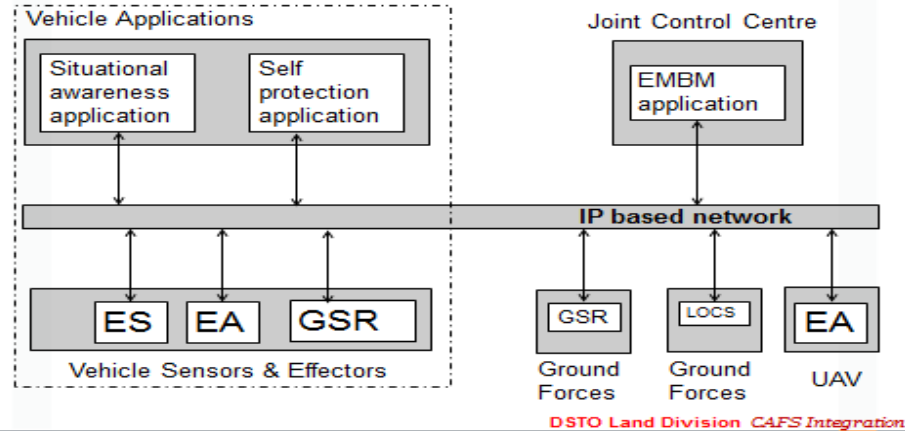 Vehicle Applications
Joint Control Centre
Situational
awareness
application
Self
protection
application
EMBM
application
IP based network
ES
EA
GSR
GSR
LOCS
EA
Vehicle Sensors & Effectors
Ground
Forces
Ground
Forces
UAV
DSTO Land Division CAFS Integration